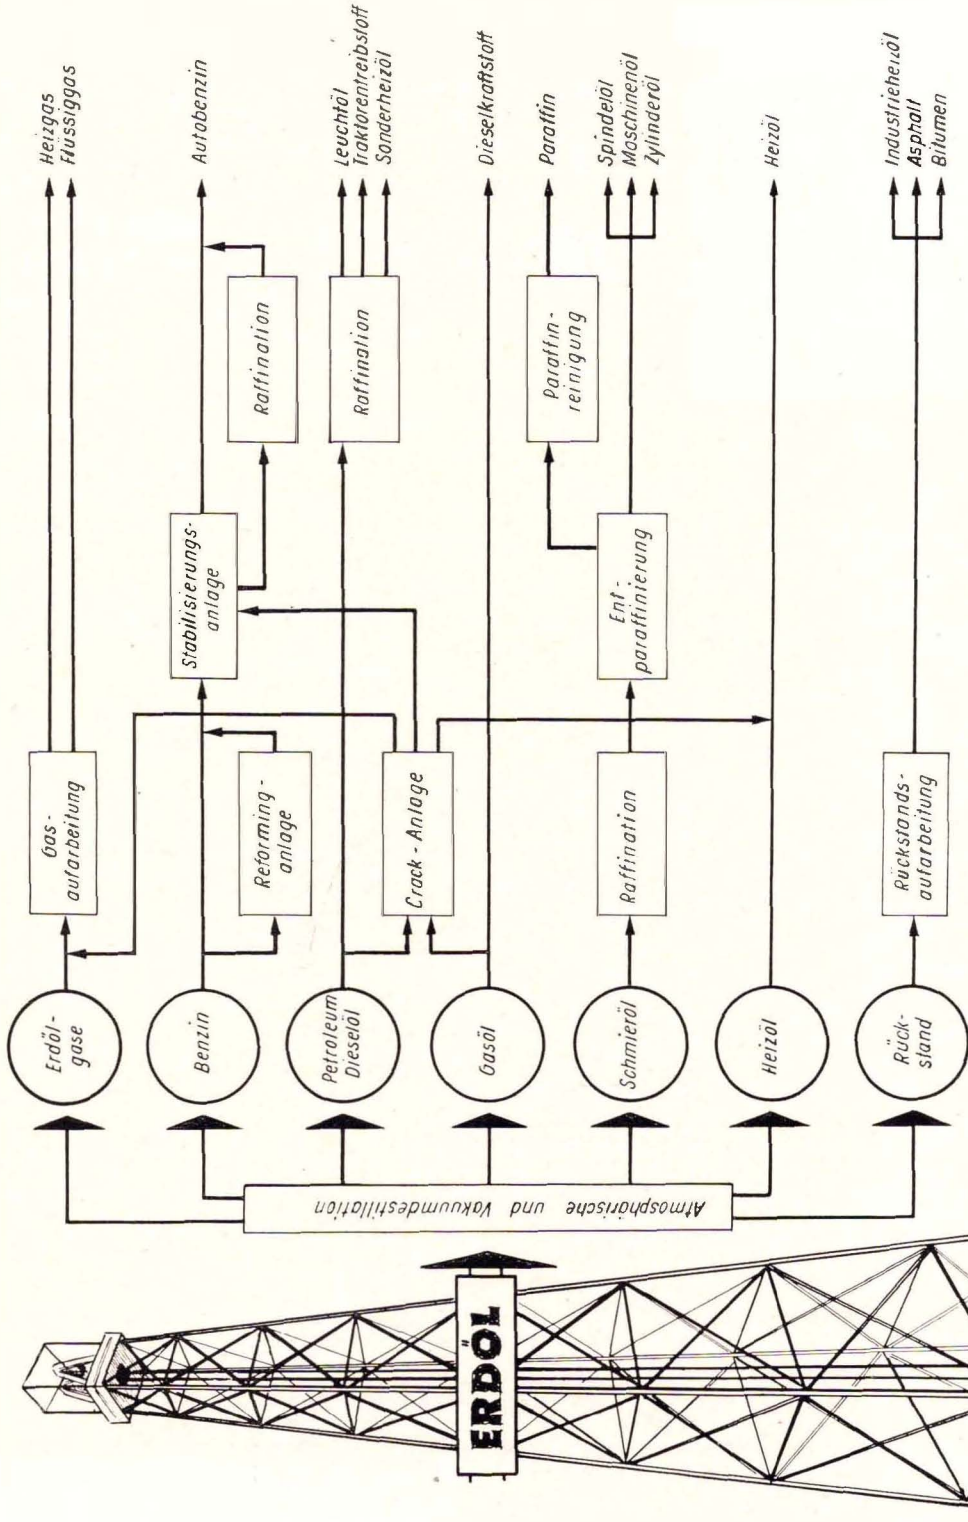 ERDÖL
Atmosphärische und Vakuumdestillation
Erdöl-
gase
Benzin
Petroleum
Dieselöl
Gasöl
Schmieröl
Heizöl
Rück-
stand
Gas-
aufarbeitung
Reforming-
anlage
Crack-Anlage
Raffination
Rückstands-
aufarbeitung
Stabilisierungs-
anlage
Ent-
paraffinierung
Raffination
Raffination
Paraffin-
reinigung
Heizgas
Flüssiggas
Autobenzin
Leuchtöl
Traktorentreibstoff
Sonderheizöl
Dieselkraftstoff
Paraffin
Spindelöl
Maschinenöl
Zylinderöl
Heizöl
Industrieheizöl
Asphalt
Bitumen